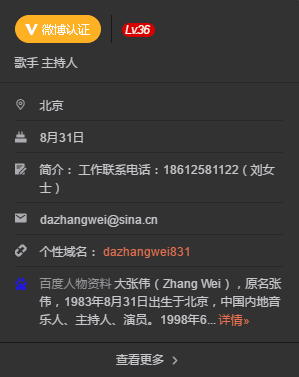 微博认证 Lv.36
歌手 主持人
北京
8月31日
简介： 工作联系电话：18612581122（刘女
士）
dazhangwei@sina.cn
个性域名： dazhangwei831
百度人物资料 大张伟（Zhang Wei），原名张
伟，1983年8月31日出生于北京，中国内地音
乐人、主持人、演员。1998年6... 详情»
查看更多 >